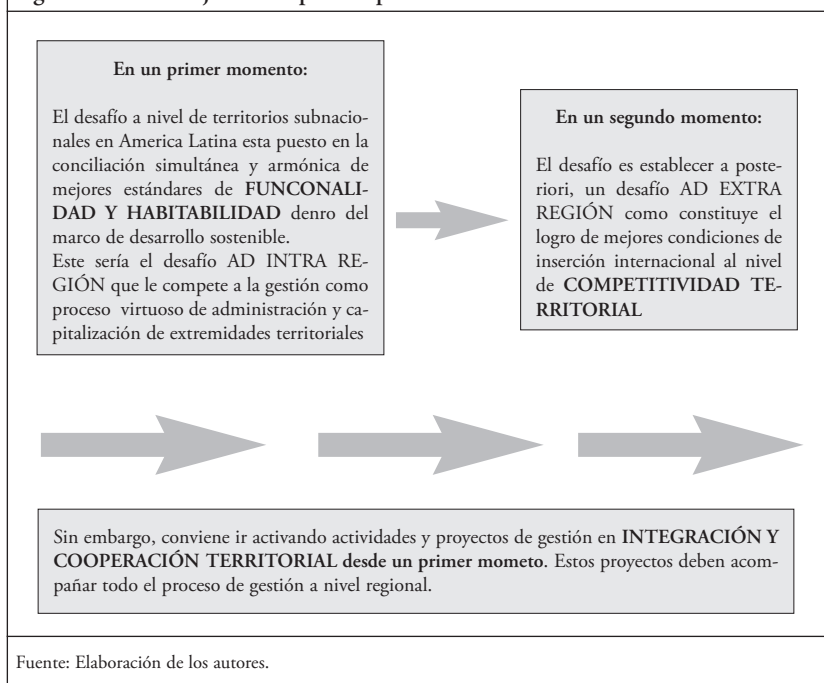 En un primer momento:
El desafío a nivel de territorios subnacio-
nales en America Latina esta puesto en la
conciliación simultánea y armónica de
mejores estándares de FUNCONALI-
DAD Y HABITABILIDAD denro del
marco de desarrollo sostenible.
Este sería el desafío AD INTRA RE-
GIÓN que le compete a la gestión como
proceso virtuoso de administración y ca-
pitalización de extremidades territoriales
En un segundo momento:
El desafío es establecer a poste-
riori, un desafío AD EXTRA
REGIÓN como constituye el
logro de mejores condiciones de
inserción internacional al nivel
de COMPETITIVIDAD TE-
RRITORIAL
Sin embargo, conviene ir activando actividades y proyectos de gestión en INTEGRACIÓN Y
COOPERACIÓN TERRITORIAL desde un primer mometo. Estos proyectos deben acom-
pañar todo el proceso de gestión a nivel regional.
Fuente: Elaboración de los autores.